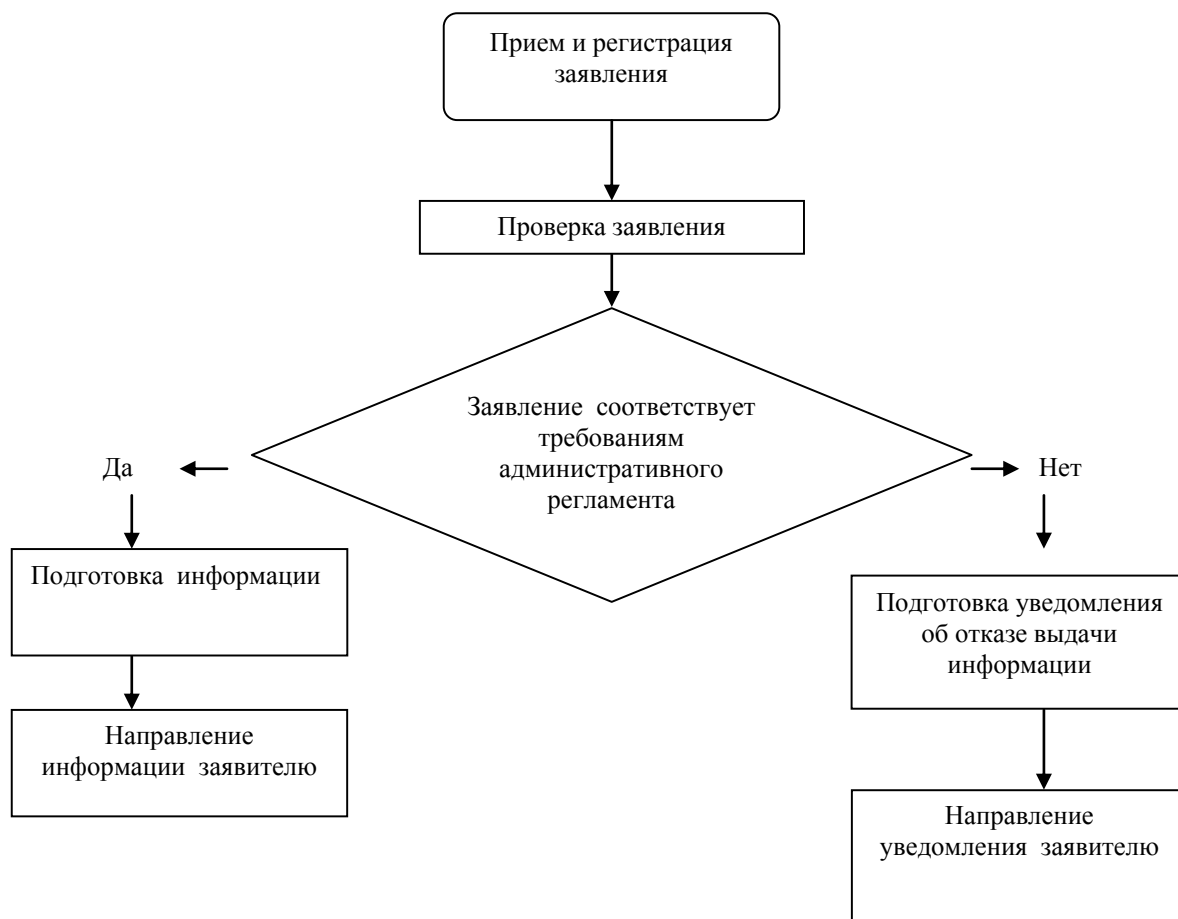 Прием и регистрация
заявления
Проверка заявления
Заявление соответствует
требованиям
административного
регламента
Да
Нет
Подготовка информации
Направление
информации заявителю
Подготовка уведомления
об отказе выдачи
информации
Направление
уведомления заявителю